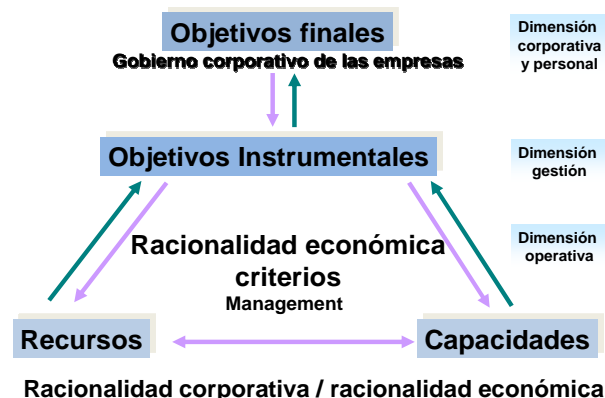 Objetivos finales
Gobierno corporativo de las empresas
Dimensión
corporativa
y personal
Objetivos Instrumentales
Dimensión
gestión
Racionalidad económica
criterios
Management
Dimensión
operativa
Recursos
Capacidades
Racionalidad corporativa / racionalidad económica